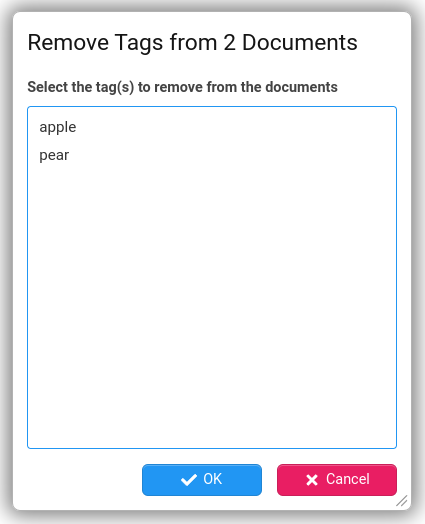 Remove Tags from 2 Documents
Select the tag(s) to remove from the documents
apple
pear
OK
Cancel